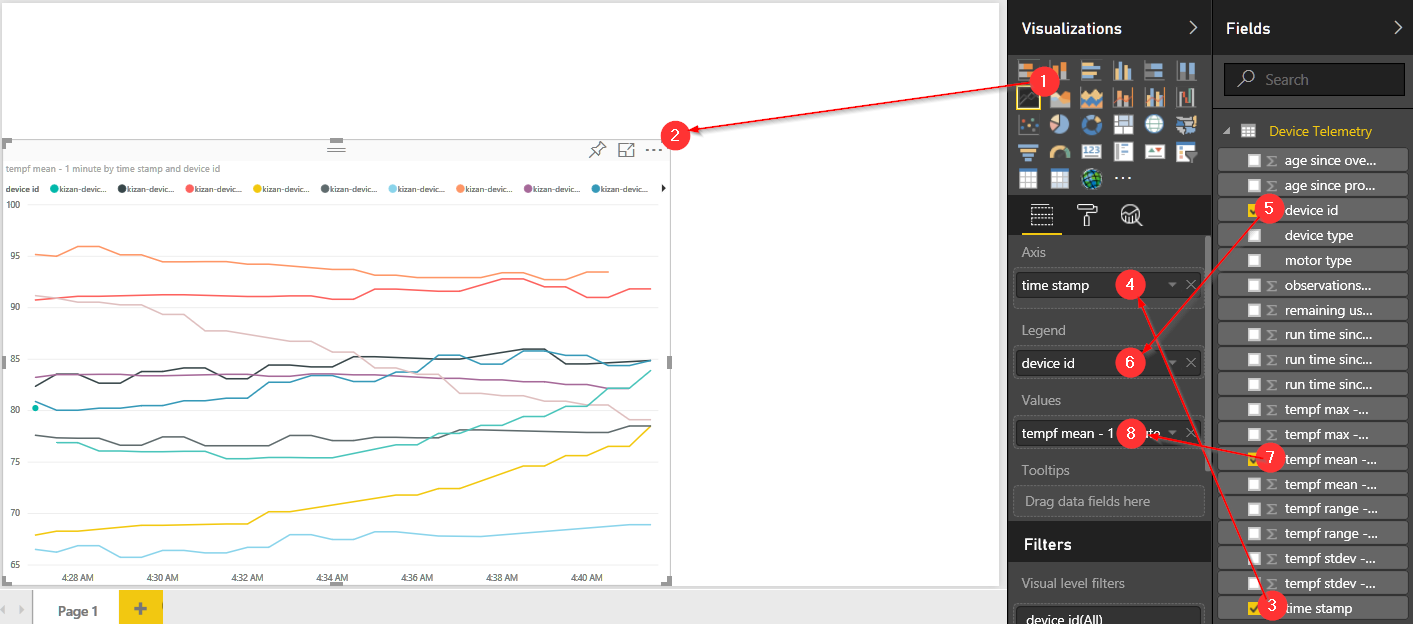 Visualizations
Fields
1
Search
2
Device Telemetry
tempf mean - 1 minute by time stamp and device id
device id kizan-devic... kizan-devic... kizan-devic... kizan-devic... kizan-devic... kizan-devic... kizan-devic... kizan-devic... kizan-devic...
100
95
90
85
80
75
70
65
4:28 AM 4:30 AM 4:32 AM 4:34 AM 4:36 AM 4:38 AM 4:40 AM
Page 1
+
123
Axis
time stamp 4
Legend
device id 6
Values
tempf mean - 1 8 ute
Tooltips
Drag data fields here
Filters
Visual level filters
device id(All)
age since ove...
age since pro...
5 device id
device type
motor type
observations...
remaining us...
run time sinc...
run time sinc...
run time sinc...
tempf max -...
tempf max -...
7 tempf mean -...
tempf mean -...
tempf range -...
tempf range -...
tempf stdev -...
tempf stdev -...
3 time stamp